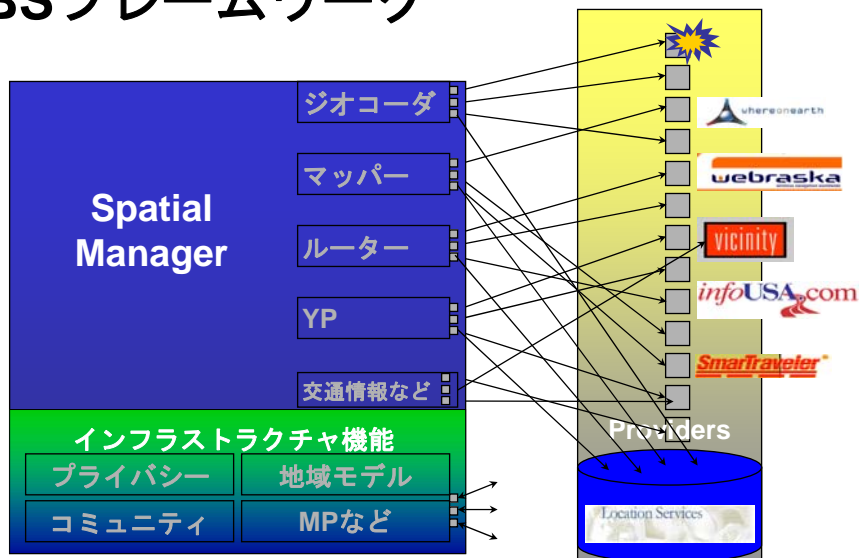 BSフレームワーク
ジオコーダ
マッパー
Spatial
Manager
ルーター
YP
交通情報など
インフラストラクチャ機能
プライバシー
地域モデル
コミュニティ
MPなど
whereonearth
webraska
vicinity
infoUSA.com
SmarTraveler
Providers
Location Services